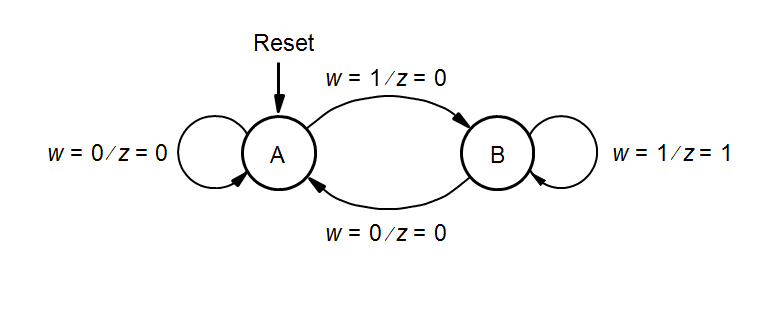 Reset
w = 1/z = 0
w = 0/z = 0
A
B
w = 1/z = 1
w = 0/z = 0